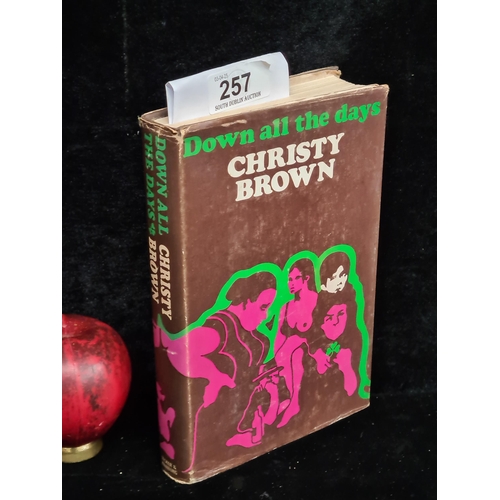 257
SOUTH DUBLIN AUCTION
Down all the days
CHRISTY
BROWN
DOWN ALL CHRISTY
THE DAYS BROWN